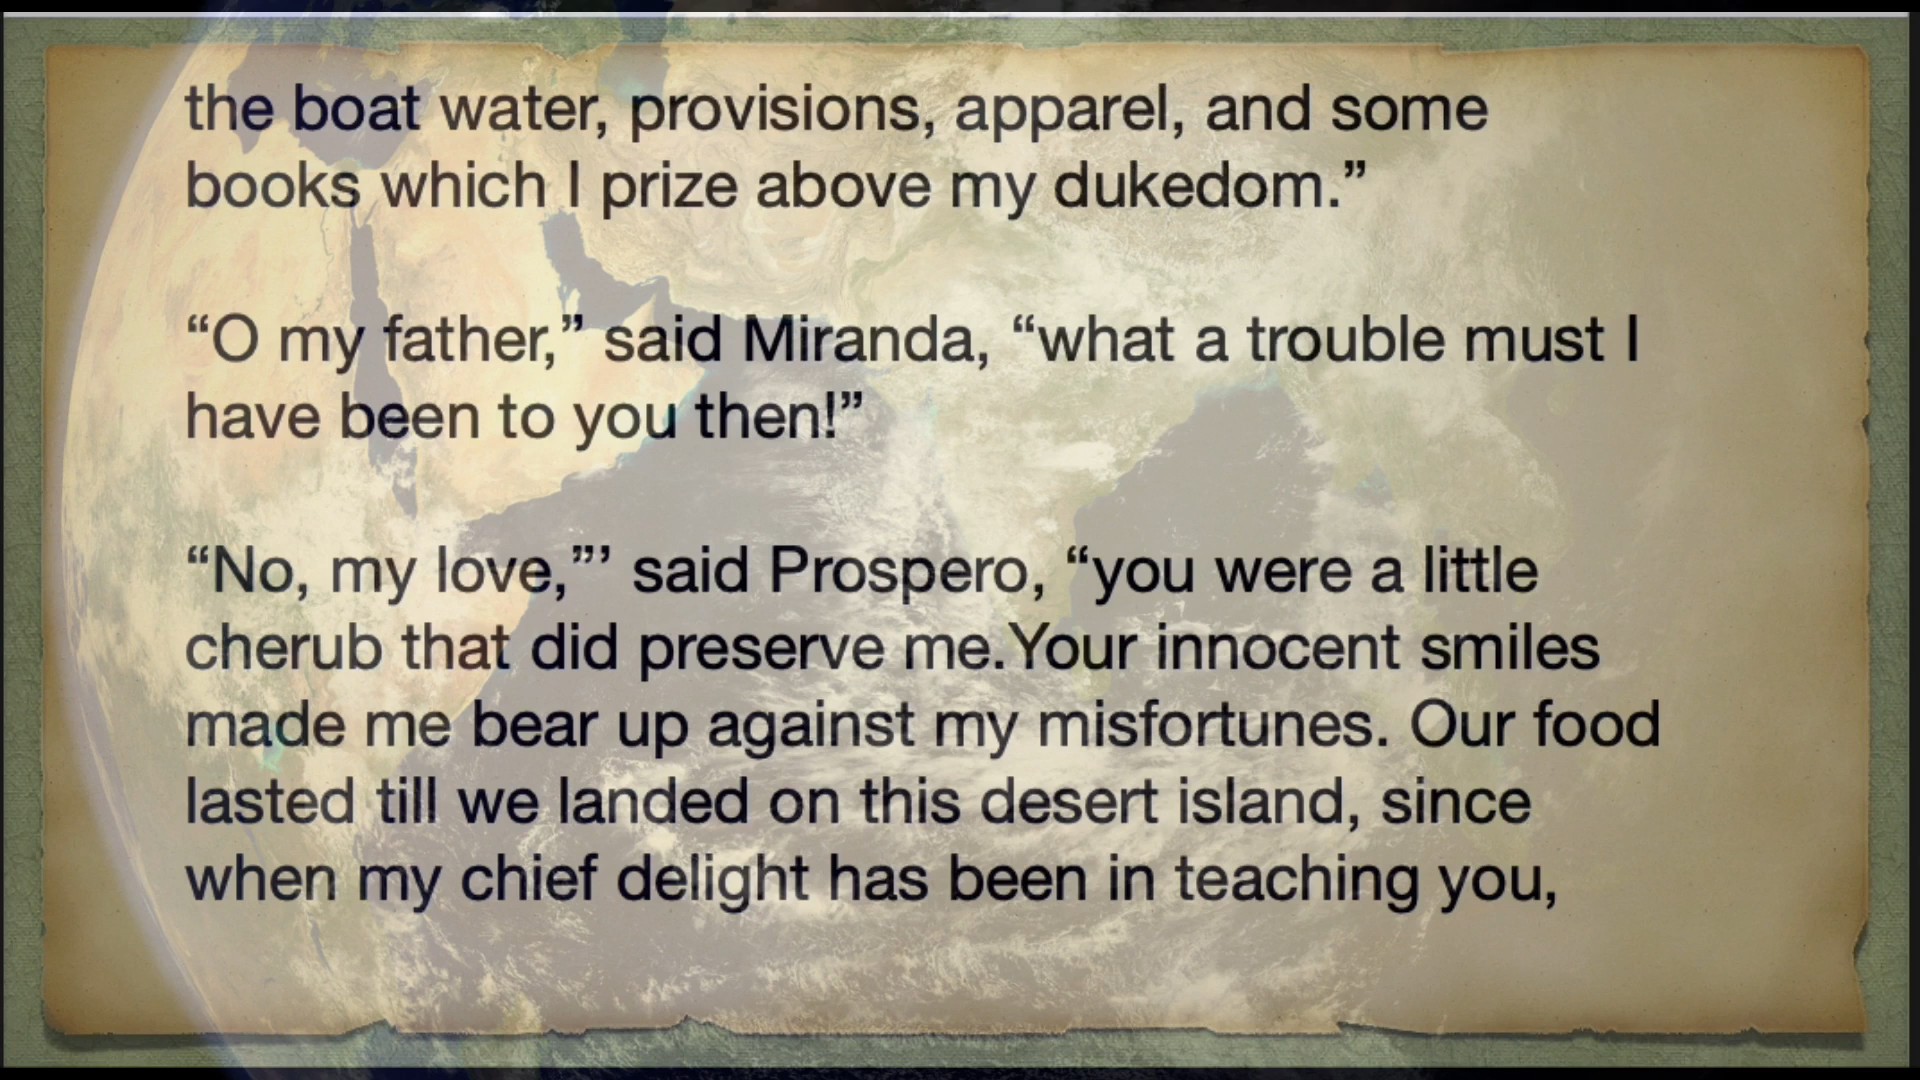 the boat water, provisions, apparel, and some
books which I prize above my dukedom.”
“O my father,” said Miranda, “what a trouble must I
have been to you then!”
“No, my love,”’ said Prospero, “you were a little
cherub that did preserve me.Your innocent smiles
made me bear up against my misfortunes. Our food
lasted till we landed on this desert island, since
when my chief delight has been in teaching you,